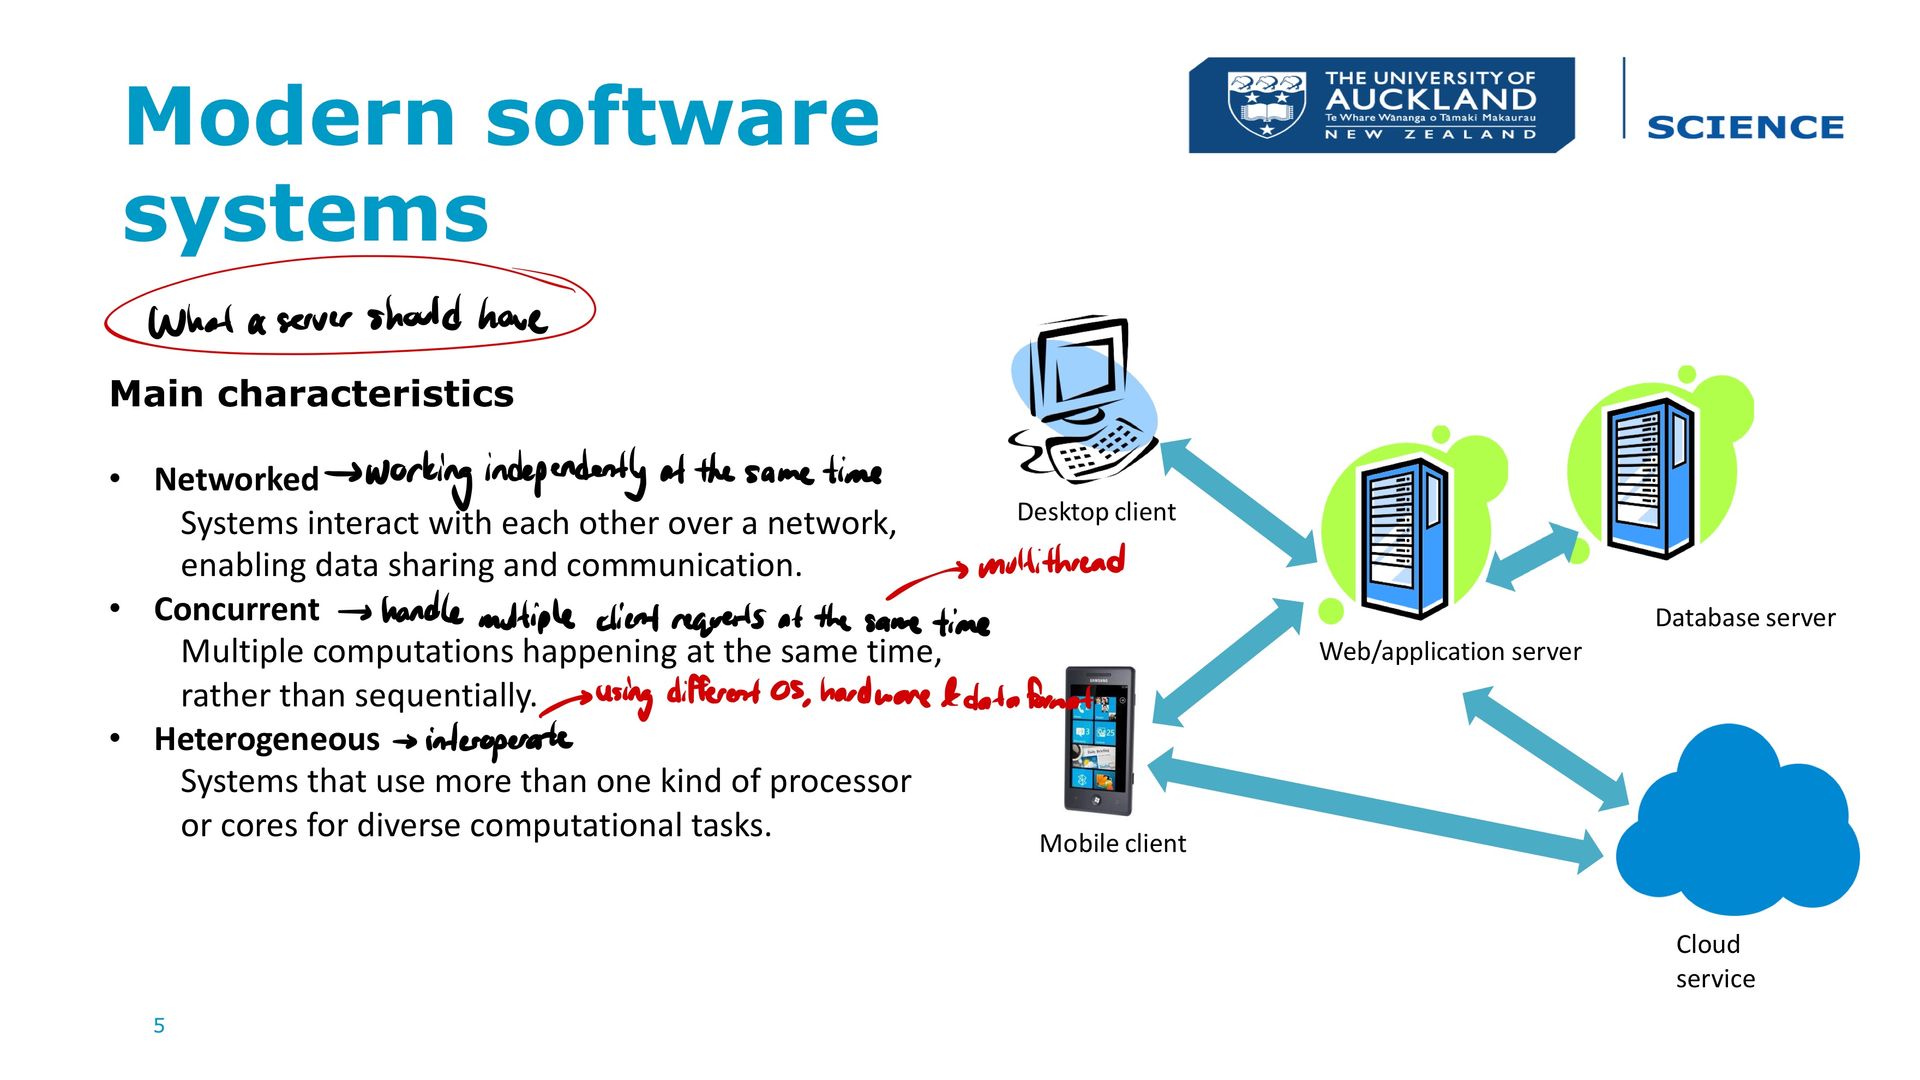 Modern software
systems
THE UNIVERSITY OF
AUCKLAND
Te Whare Wananga o Tamaki Makaurau
NEW ZEALAND
SCIENCE
What a server should have
Main characteristics
• Networked → working independently at the same time
Systems interact with each other over a network,
enabling data sharing and communication.
→ multithread
• Concurrent → handle multiple client requests at the same time
Multiple computations happening at the same time,
rather than sequentially.
→ using different OS, hardware & data format
• Heterogeneous → interoperate
Systems that use more than one kind of processor
or cores for diverse computational tasks.
Desktop client
Database server
Web/application server
Mobile client
Cloud
service
5